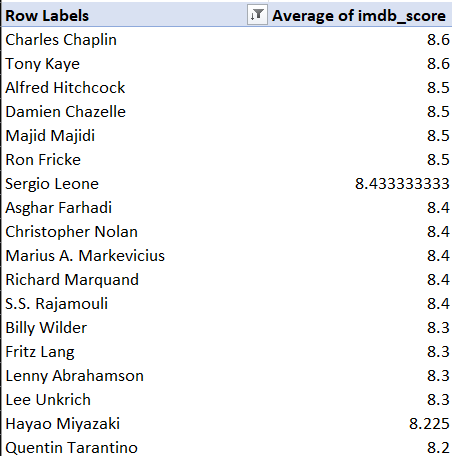 Row Labels Average of imdb_score
Charles Chaplin 8.6
Tony Kaye 8.6
Alfred Hitchcock 8.5
Damien Chazelle 8.5
Majid Majidi 8.5
Ron Fricke 8.5
Sergio Leone 8.433333333
Asghar Farhadi 8.4
Christopher Nolan 8.4
Marius A. Markevicius 8.4
Richard Marquand 8.4
S.S. Rajamouli 8.4
Billy Wilder 8.3
Fritz Lang 8.3
Lenny Abrahamson 8.3
Lee Unkrich 8.3
Hayao Miyazaki 8.225
Quentin Tarantino 8.2